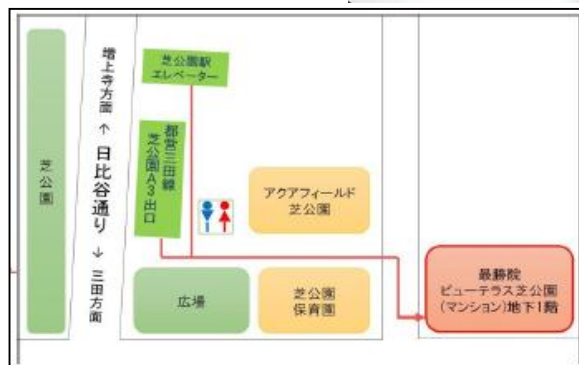 芝公園
増上寺方面
↑
日比谷通り
↓
三田方面
芝公園駅
エレベーター
都営三田線
芝公園A3出口
アクアフィールド
芝公園
広場
芝公園
保育園
最勝院
ビューテラス芝公園
(マンション)地下1階